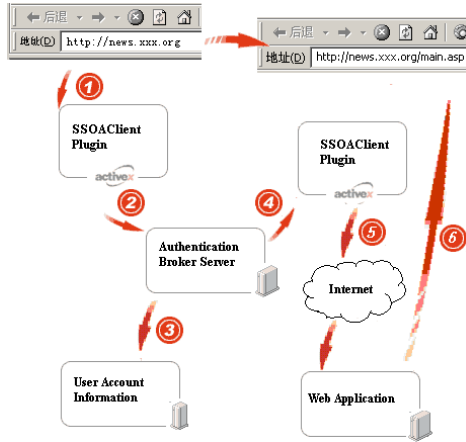 后退
地址(D) http://news.xxx.org
后退
地址(D) http://news.xxx.org/main.asp
1
SSOAClient
Plugin
activex
2
Authentication
Broker Server
3
User Account
Information
4
SSOAClient
Plugin
activex
5
Internet
Web Application
6